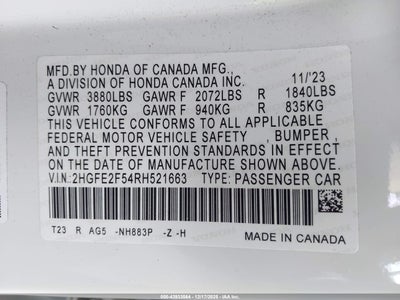 MFD.BY HONDA OF CANADA MFG.,
A DIVISION OF HONDA CANADA INC. 11/'23
GVWR 3880LBS GAWR F 2072LBS R 1840LBS
GVWR 1760KG GAWR F 940KG R 835KG
THIS VEHICLE CONFORMS TO ALL APPLICABLE
FEDERAL MOTOR VEHICLE SAFETY , BUMPER ,
AND THEFT PREVENTION STANDARDS IN EFFECT
ON THE DATE OF MANUFACTURE SHOWN ABOVE.
V.I.N: 2HGFE2F54RH521663 TYPE: PASSENGER CAR
T23 R AG5 -NH883P -Z -H
MADE IN CANADA